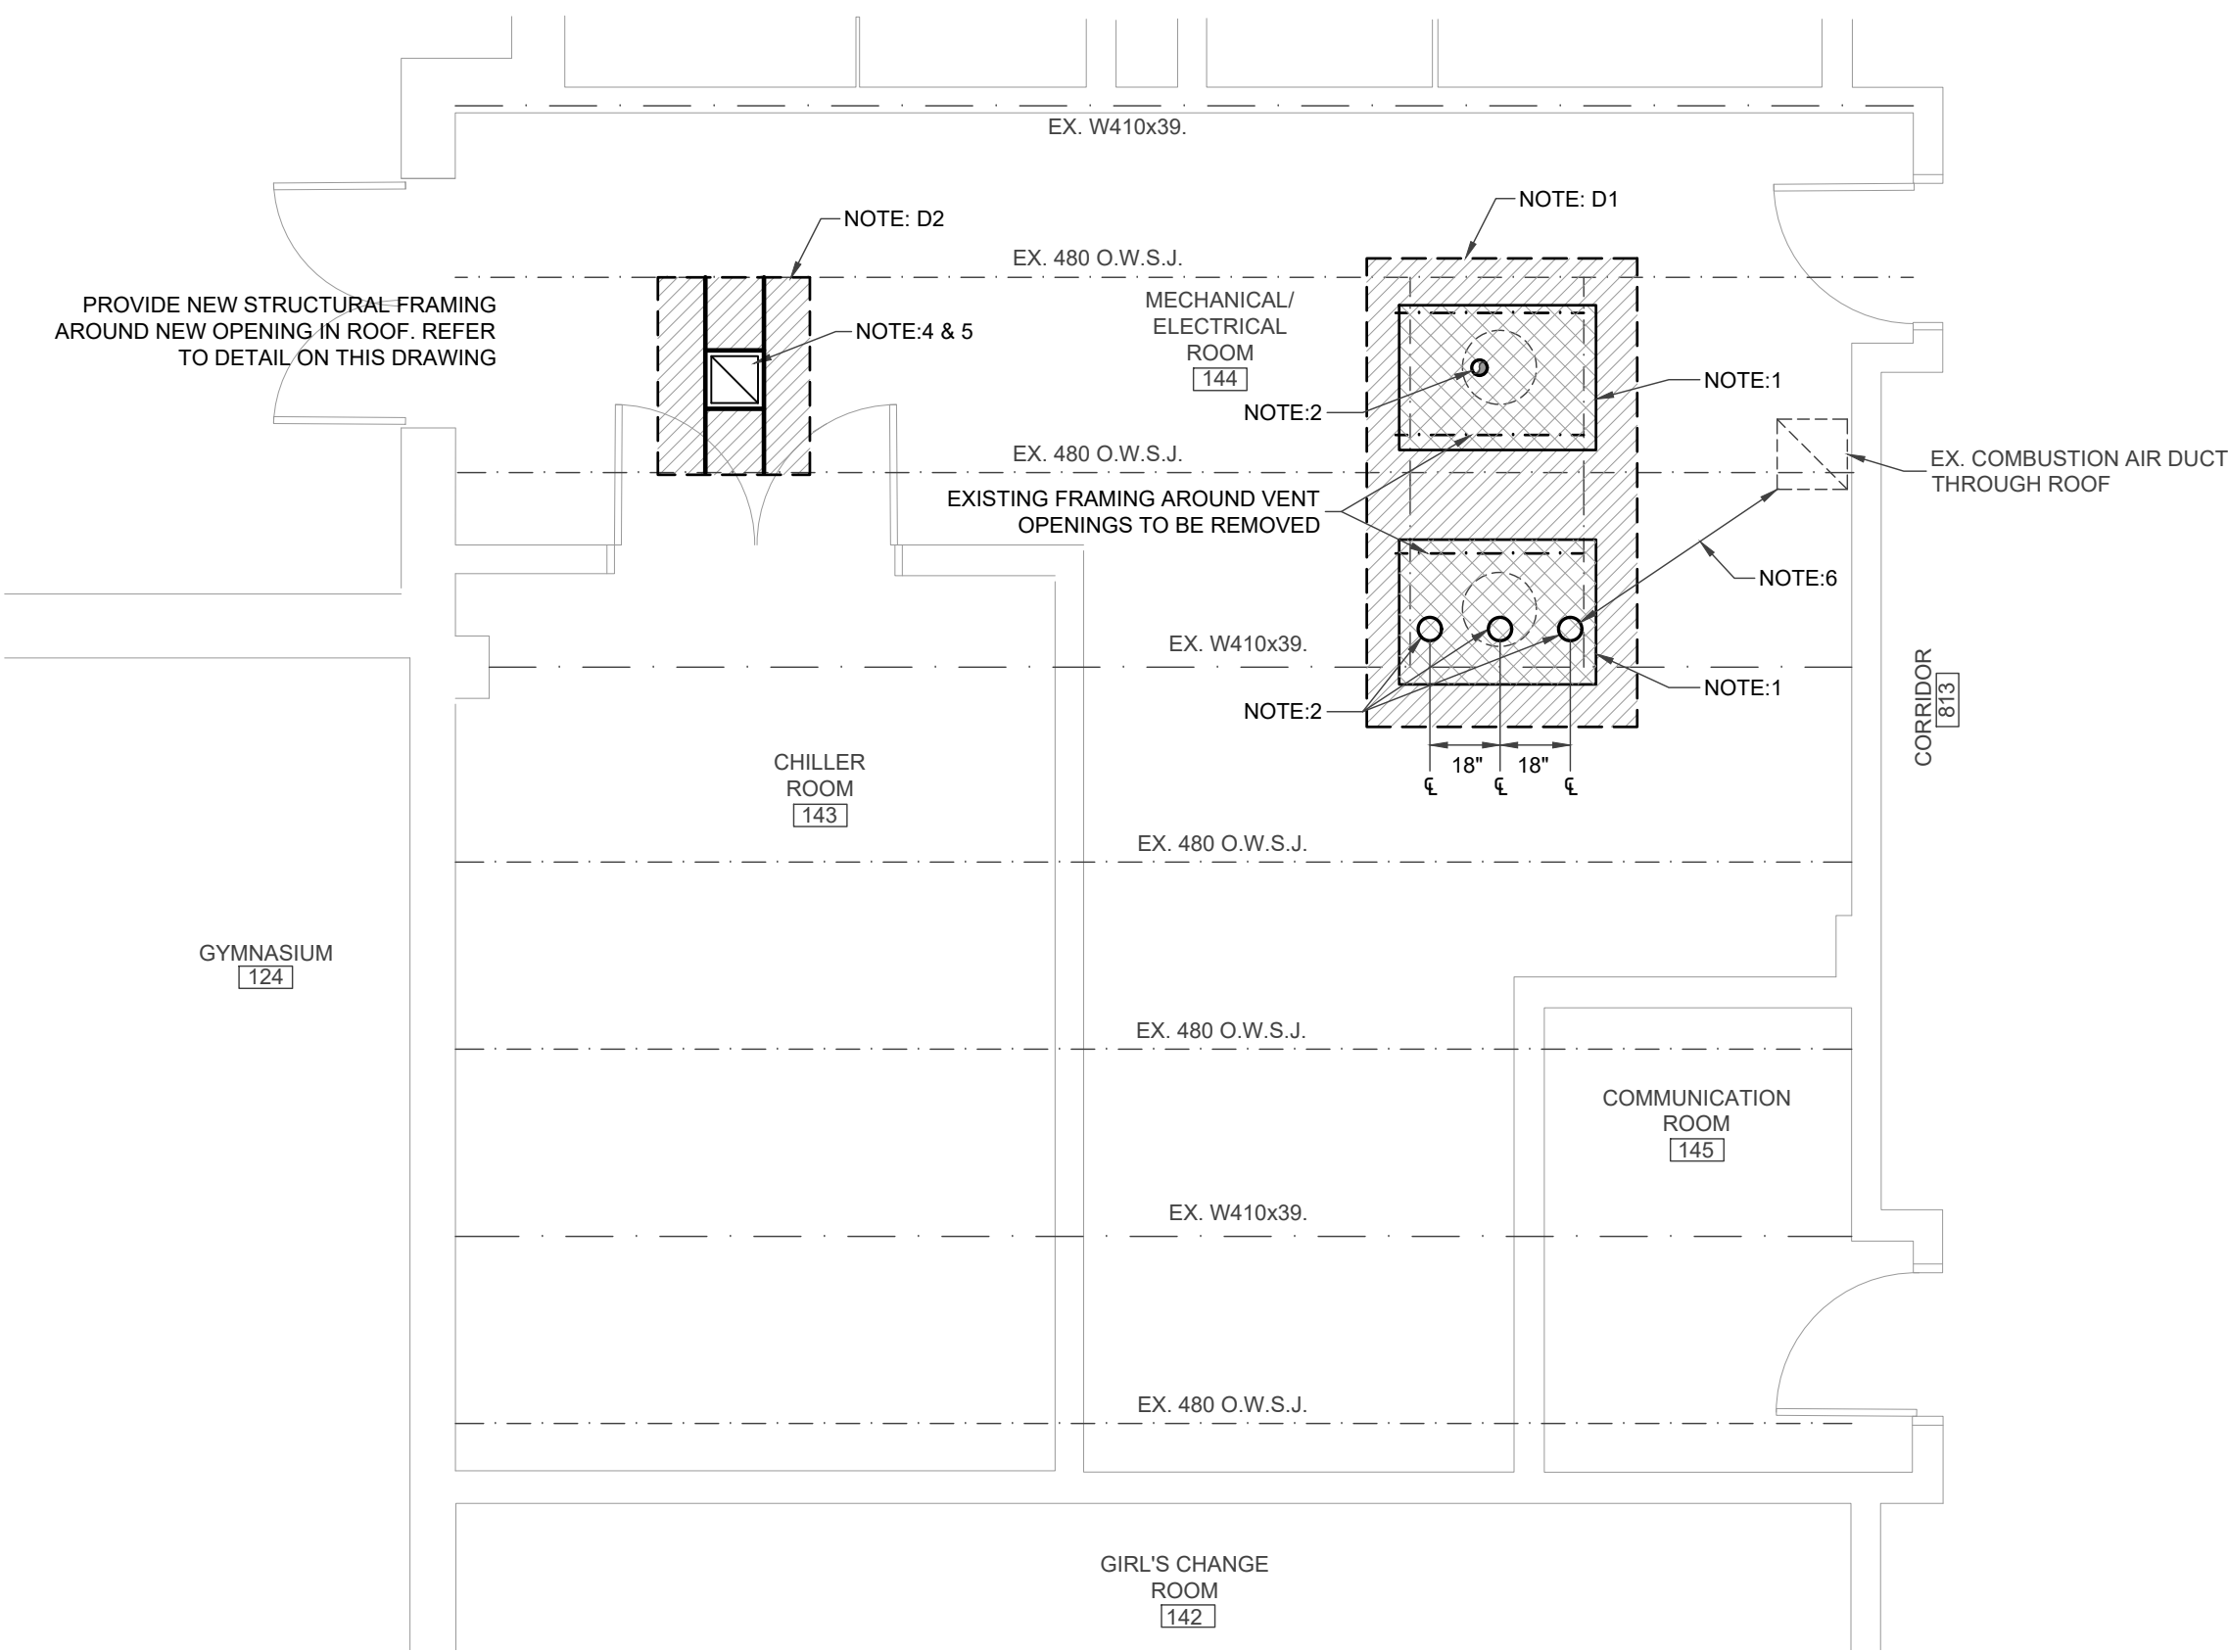 EX. W410x39.
NOTE: D2
NOTE: D1
EX. 480 O.W.S.J.
PROVIDE NEW STRUCTURAL FRAMING
AROUND NEW OPENING IN ROOF. REFER
TO DETAIL ON THIS DRAWING
NOTE:4 & 5
MECHANICAL/
ELECTRICAL
ROOM
144
NOTE:1
NOTE:2
EX. 480 O.W.S.J.
EX. COMBUSTION AIR DUCT
THROUGH ROOF
EXISTING FRAMING AROUND VENT
OPENINGS TO BE REMOVED
NOTE:6
EX. W410x39.
NOTE:1
NOTE:2
CORRIDOR
813
18" 18"
℄ ℄ ℄
CHILLER
ROOM
143
EX. 480 O.W.S.J.
GYMNASIUM
124
EX. 480 O.W.S.J.
COMMUNICATION
ROOM
145
EX. W410x39.
EX. 480 O.W.S.J.
GIRL'S CHANGE
ROOM
142